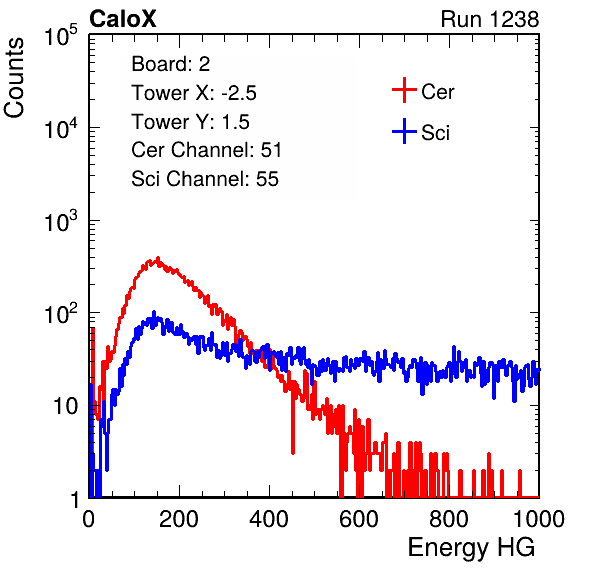 CaloX Run 1238
Counts
10^5
10^4
10^3
10^2
10
1
Board: 2
Tower X: -2.5
Tower Y: 1.5
Cer Channel: 51
Sci Channel: 55
Cer
Sci
0 200 400 600 800 1000
Energy HG